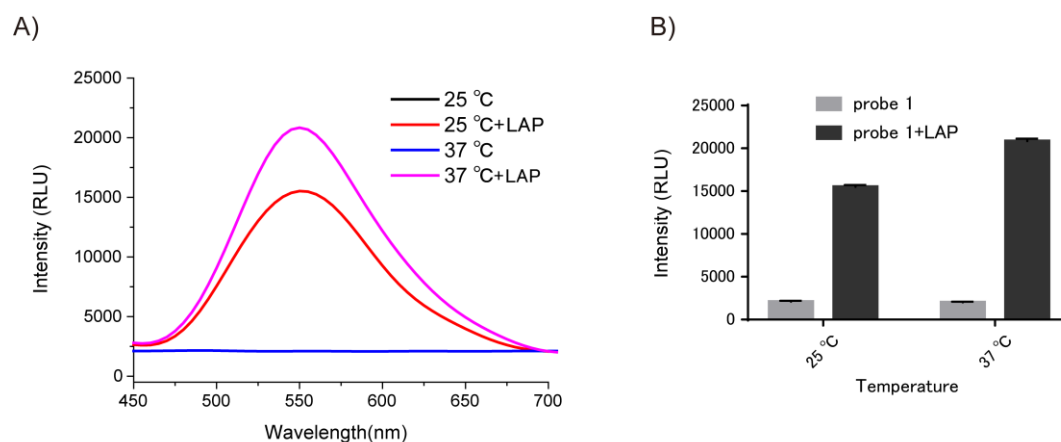 A)
25000
20000
15000
10000
5000
0
Intensity (RLU)
450 500 550 600 650 700
Wavelength(nm)
25 ℃
25 ℃+LAP
37 ℃
37 ℃+LAP
B)
probe 1
probe 1+LAP
25000
20000
15000
10000
5000
0
Intensity (RLU)
25 ℃
37 ℃
Temperature